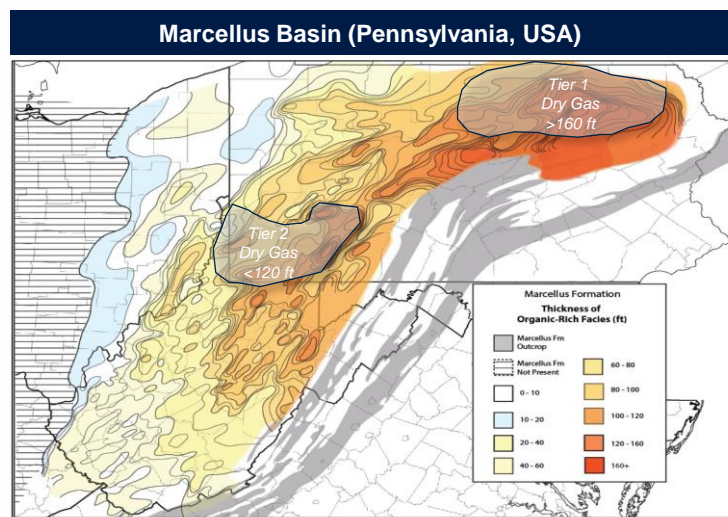 Marcellus Basin (Pennsylvania, USA)
Tier 1
Dry Gas
>160 ft
Tier 2
Dry Gas
<120 ft
Marcellus Formation
Thickness of
Organic-Rich Facies (ft)
Marcellus Fm
Outcrop
Marcellus Fm
Not Present
0 - 10
10 - 20
20 - 40
40 - 60
60 - 80
80 - 100
100 - 120
120 - 160
160+